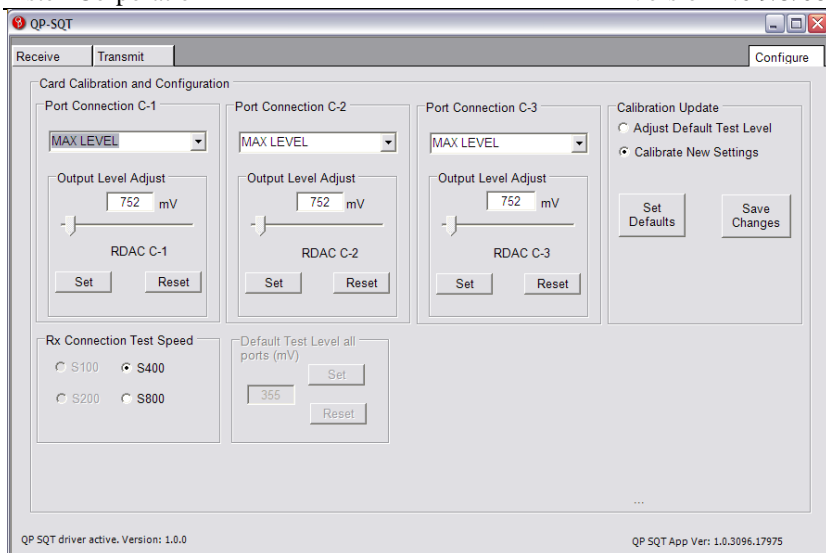 QP-SQT
Receive
Transmit
Configure
Card Calibration and Configuration
Port Connection C-1
MAX LEVEL
Output Level Adjust
752 mV
RDAC C-1
Set
Reset
Port Connection C-2
MAX LEVEL
Output Level Adjust
752 mV
RDAC C-2
Set
Reset
Port Connection C-3
MAX LEVEL
Output Level Adjust
752 mV
RDAC C-3
Set
Reset
Calibration Update
Adjust Default Test Level
Calibrate New Settings
Set
Defaults
Save
Changes
Rx Connection Test Speed
S100
S400
S200
S800
Default Test Level all
ports (mV)
355
Set
Reset
...
QP SQT driver active. Version: 1.0.0
QP SQT App Ver: 1.0.3096.17975